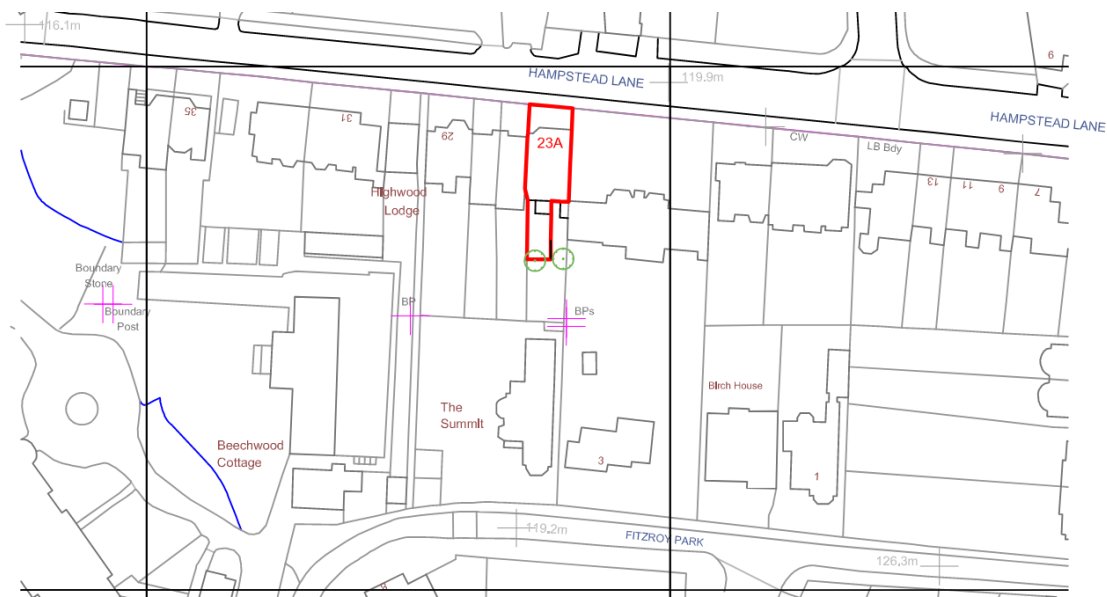 116.1m
6
HAMPSTEAD LANE
119.9m
HAMPSTEAD LANE
35
31
29
23A
CW
LB Bdy
13
11
9
7
Highwood
Lodge
Boundary
Stone
Boundary
Post
BP
BPs
Birch House
The
Summit
Beechwood
Cottage
3
1
119.2m
FITZROY PARK
126.3m